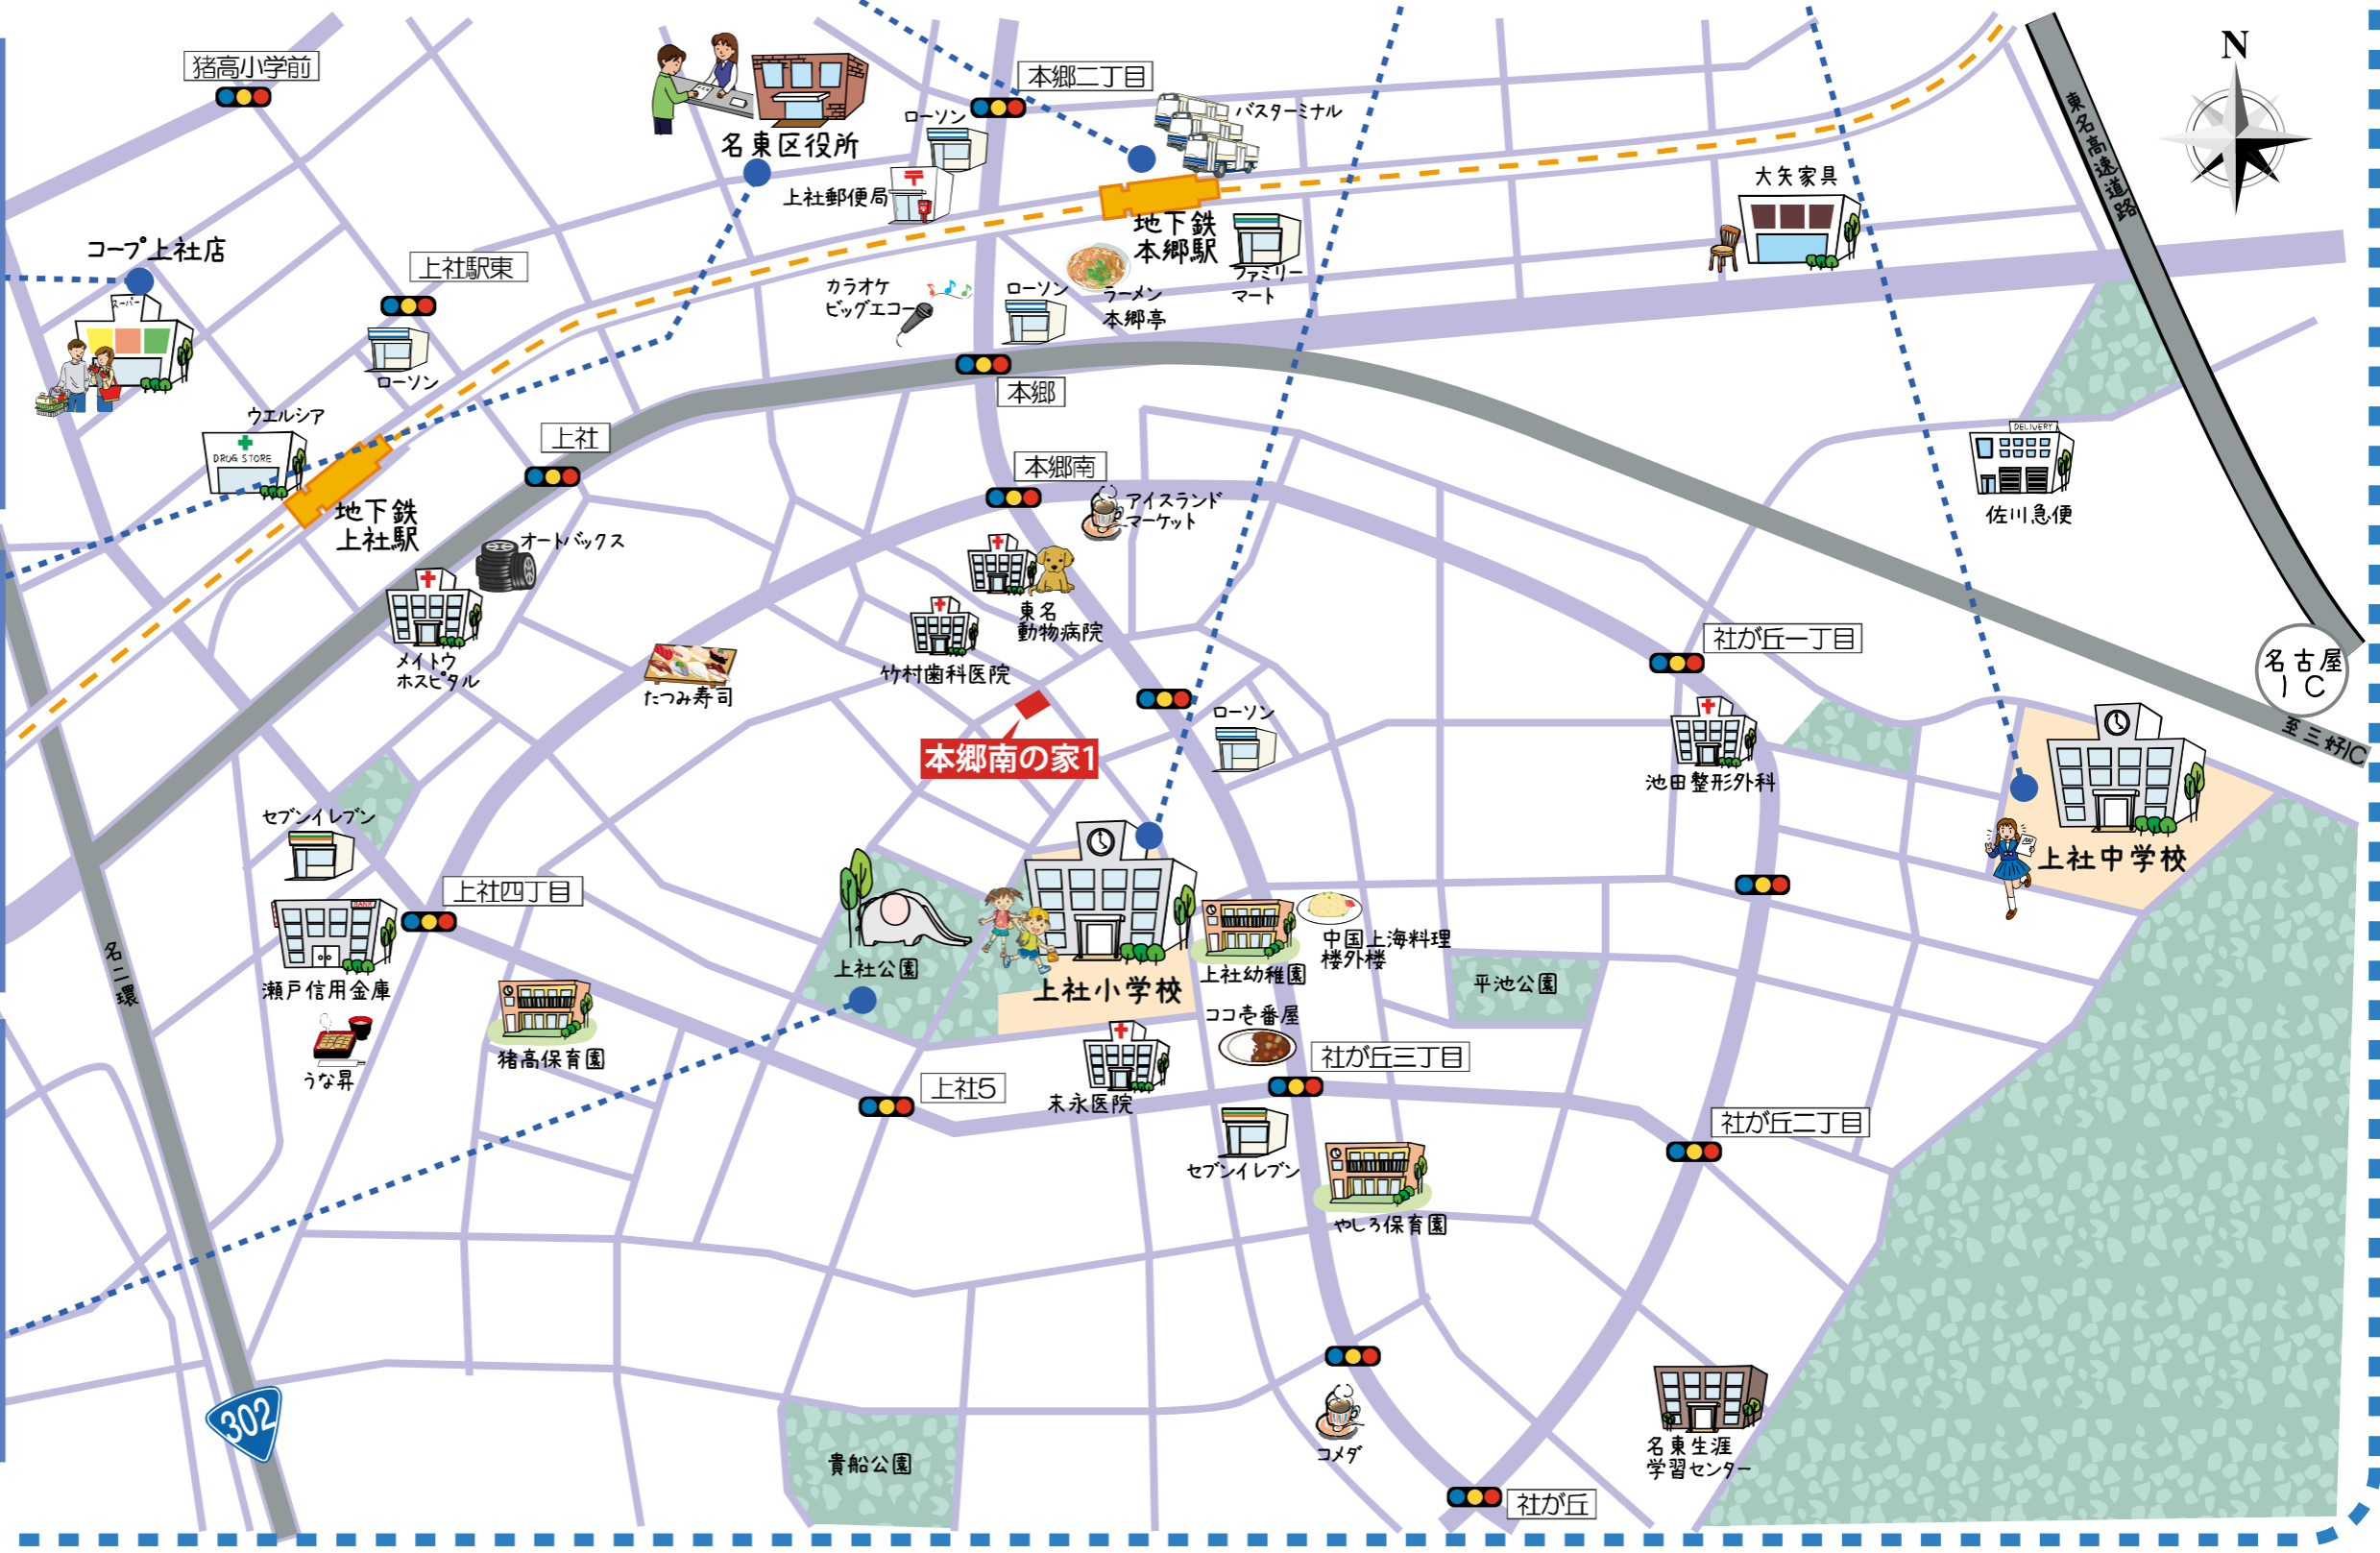 猪高小学前
本郷二丁目
N
バスターミナル
ローソン
名東区役所
東名高速道路
上社郵便局
大矢家具
地下鉄
本郷駅
コープ上社店
スーパー
上社駅東
ファミリー
マート
カラオケ
ビッグエコー
ローソン
ラーメン
本郷亭
ローソン
本郷
ウエルシア
DRUG STORE
上社
DELIVERY
本郷南
アイスランド
マーケット
佐川急便
地下鉄
上社駅
オートバックス
東名
動物病院
社が丘一丁目
名古屋
IC
メイトウ
ホスピタル
竹村歯科医院
たつみ寿司
ローソン
至三好IC
本郷南の家1
池田整形外科
セブンイレブン
上社中学校
上社四丁目
BANK
名二環
瀬戸信用金庫
上社公園
上社小学校
上社幼稚園
中国上海料理
楼外楼
平池公園
ココ壱番屋
猪高保育園
うな昇
社が丘三丁目
上社5
末永医院
社が丘二丁目
セブンイレブン
やしろ保育園
302
貴船公園
コメダ
名東生涯
学習センター
社が丘